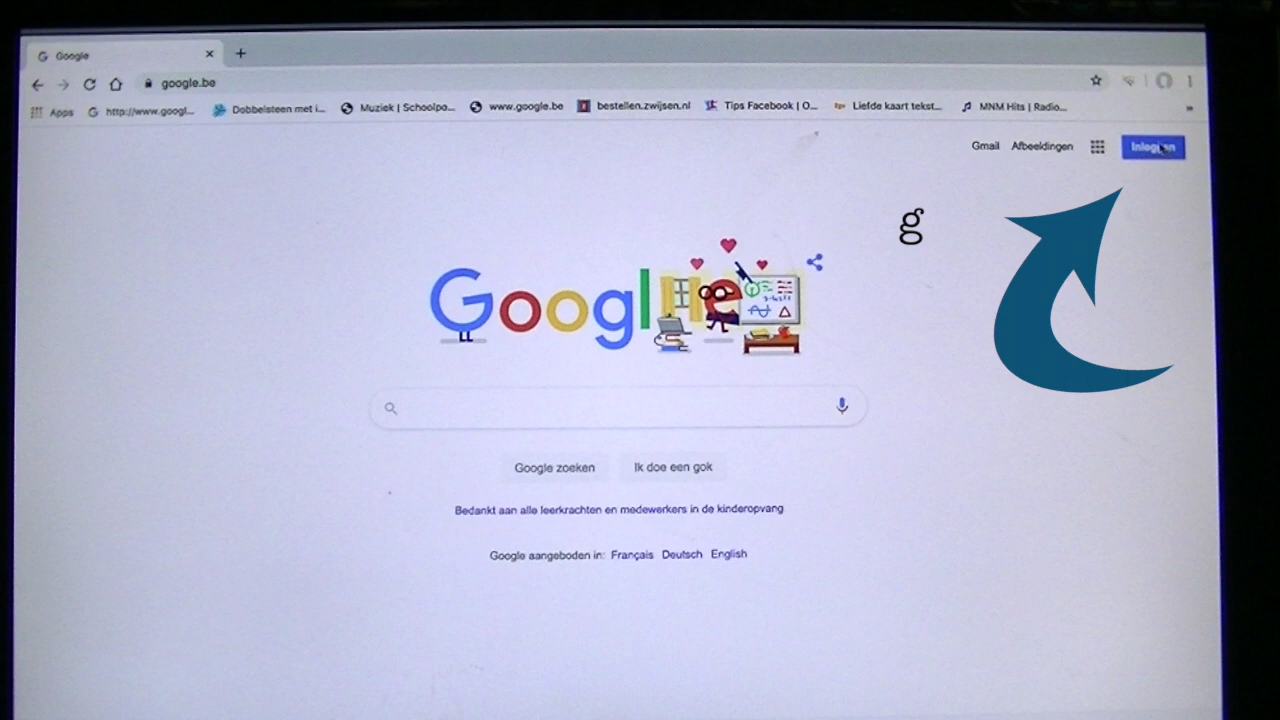 Google
google.be
Apps http://www.googl... Dobbelsteen met i... Muziek | Schoolpo... www.google.be bestellen.zwijsen.nl Tips Facebook | O... Liefde kaart tekst... MNM Hits | Radio...
Gmail Afbeeldingen Inloggen
g
Google
Google zoeken Ik doe een gok
Bedankt aan alle leerkrachten en medewerkers in de kinderopvang
Google aangeboden in: Français Deutsch English